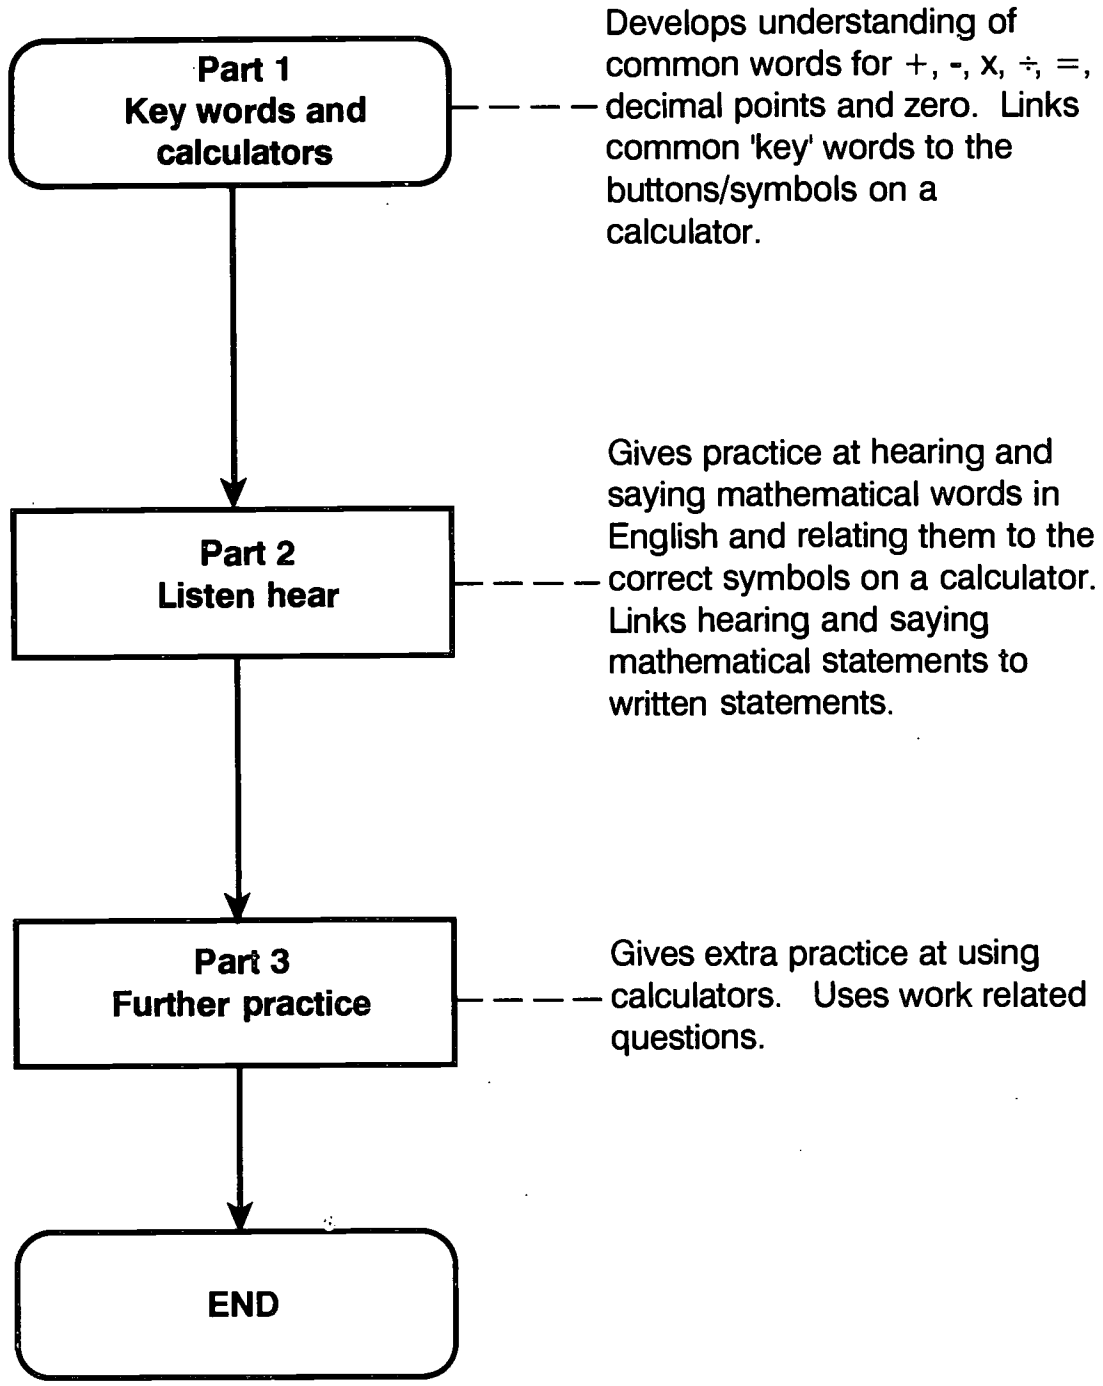 Part 1
Key words and
calculators
Develops understanding of
common words for +, -, x, ÷, =,
decimal points and zero. Links
common 'key' words to the
buttons/symbols on a
calculator.
Part 2
Listen hear
Gives practice at hearing and
saying mathematical words in
English and relating them to the
correct symbols on a calculator.
Links hearing and saying
mathematical statements to
written statements.
Part 3
Further practice
Gives extra practice at using
calculators. Uses work related
questions.
END